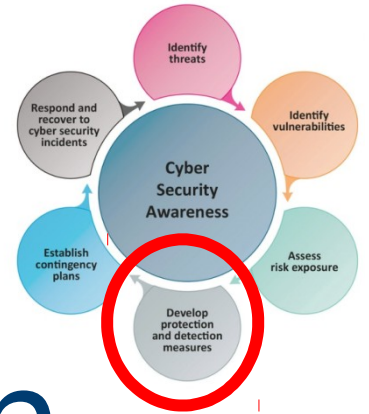 Identify
threats
Identify
vulnerabilities
Assess
risk exposure
Develop
protection
and detection
measures
Establish
contingency
plans
Respond and
recover to
cyber security
incidents
Cyber
Security
Awareness